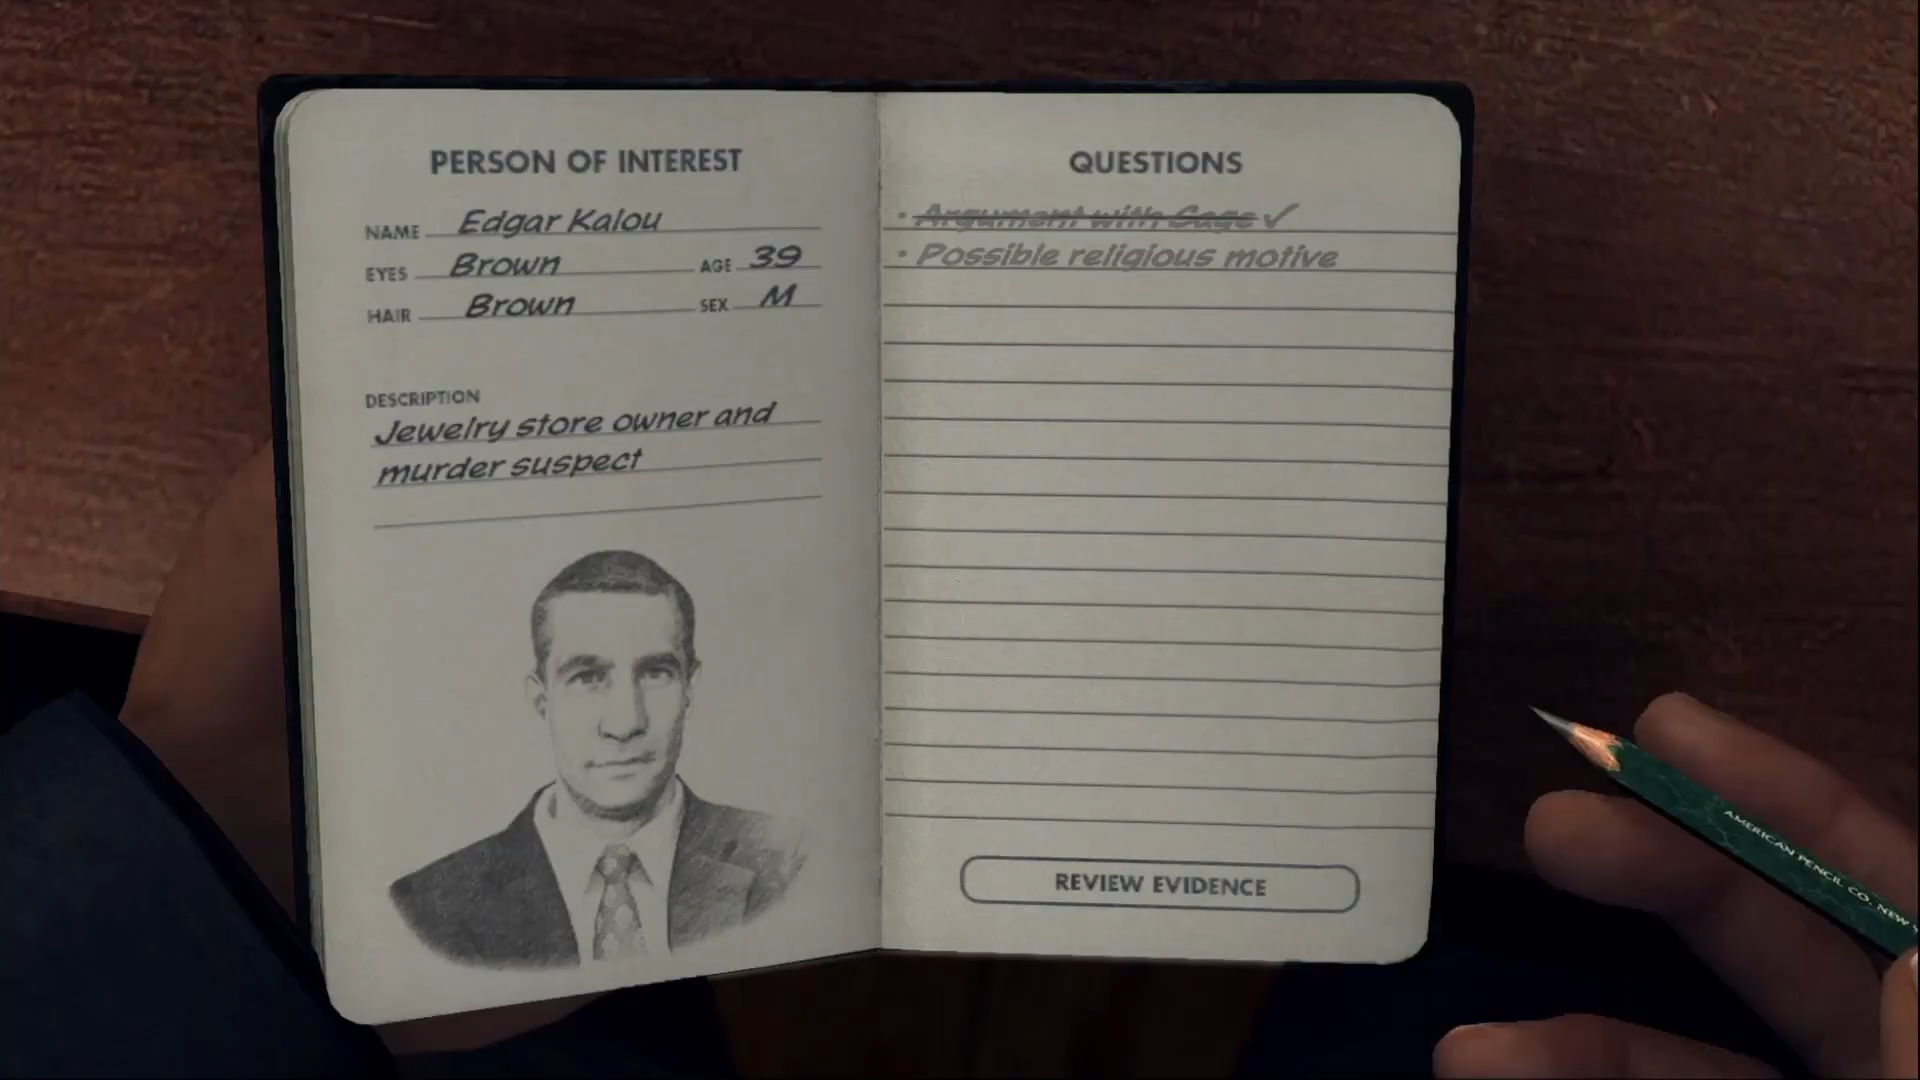 PERSON OF INTEREST
NAME Edgar Kalou
EYES Brown AGE 39
HAIR Brown SEX M
DESCRIPTION
Jewelry store owner and
murder suspect
QUESTIONS
• Argument with Gage ✓
• Possible religious motive
REVIEW EVIDENCE
AMERICAN PENCIL CO. NEW